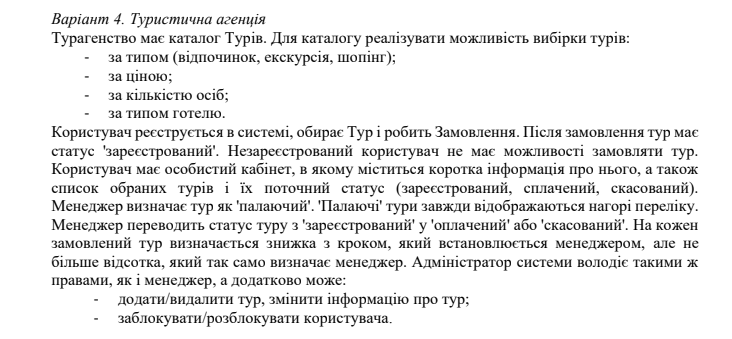 Варіант 4. Туристична агенція
Турагенство має каталог Турів. Для каталогу реалізувати можливість вибірки турів:
- за типом (відпочинок, екскурсія, шопінг);
- за ціною;
- за кількістю осіб;
- за типом готелю.
Користувач реєструється в системі, обирає Тур і робить Замовлення. Після замовлення тур має
статус 'зареєстрований'. Незареєстрований користувач не має можливості замовляти тур.
Користувач має особистий кабінет, в якому міститься коротка інформація про нього, а також
список обраних турів і їх поточний статус (зареєстрований, сплачений, скасований).
Менеджер визначає тур як 'палаючий'. 'Палаючі' тури завжди відображаються нагорі переліку.
Менеджер переводить статус туру з 'зареєстрований' у 'оплачений' або 'скасований'. На кожен
замовлений тур визначається знижка з кроком, який встановлюється менеджером, але не
більше відсотка, який так само визначає менеджер. Адміністратор системи володіє такими ж
правами, як і менеджер, а додатково може:
- додати/видалити тур, змінити інформацію про тур;
- заблокувати/розблокувати користувача.